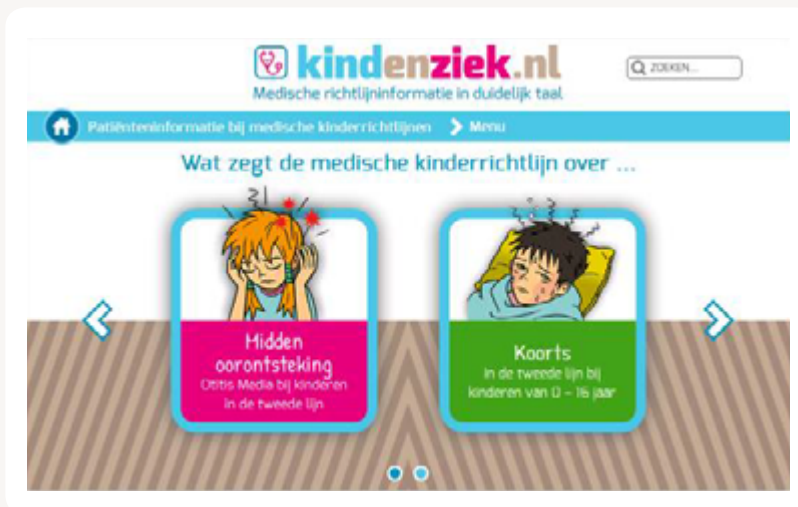 kindenziek.nl
Medische richtlijninformatie in duidelijk taal
ZOEKEN...
Patiënteninformatie bij medische kinderrichtlijnen
Menu
Wat zegt de medische kinderrichtlijn over ...
Midden
oorontsteking
Otitis Media bij kinderen
in de tweede lijn
Koorts
in de tweede lijn bij
kinderen van 0 – 16 jaar